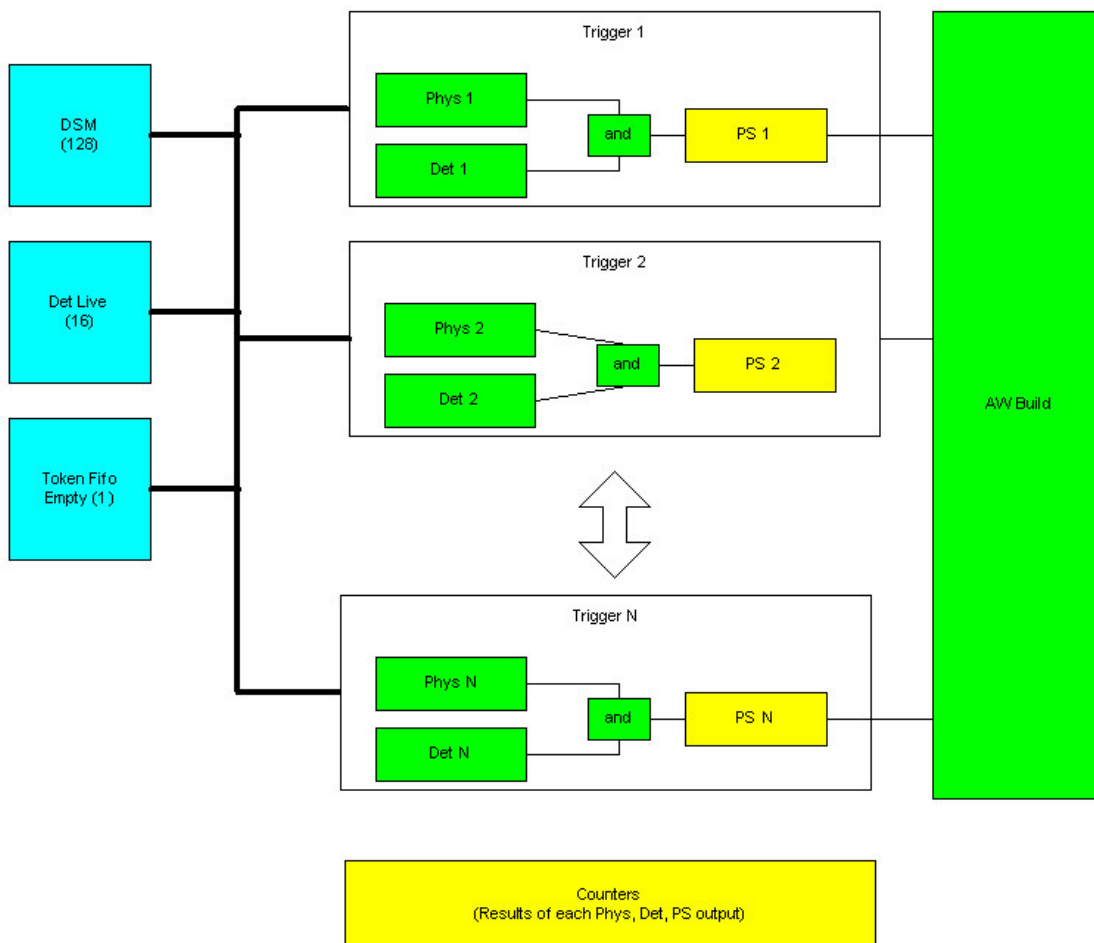 Trigger 1
Phys 1
Det 1
and
PS 1
DSM
(128)
Trigger 2
Phys 2
Det 2
and
PS 2
Det Live
(16)
Token Fifo
Empty (1)
AW Build
Trigger N
Phys N
Det N
and
PS N
Counters
(Results of each Phys, Det, PS output)